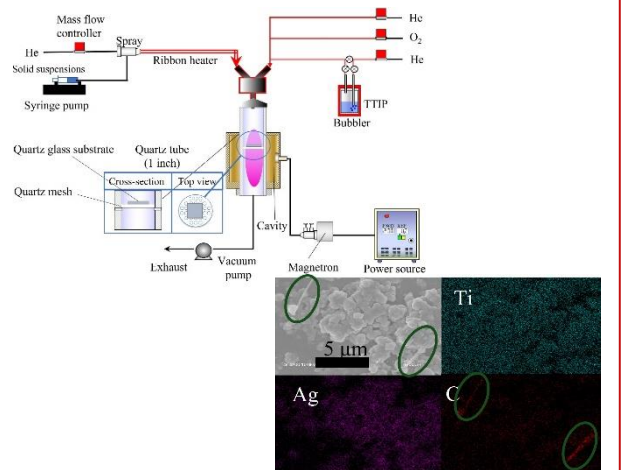 Mass flow
controller
He
Spray
Solid suspensions
Syringe pump
Ribbon heater
He
O2
He
TTIP
Bubbler
Quartz glass substrate
Quartz tube
(1 inch)
Cross-section
Top view
Quartz mesh
Cavity
Exhaust
Vacuum
pump
Magnetron
Power source
Ti
5 μm
Ag
C